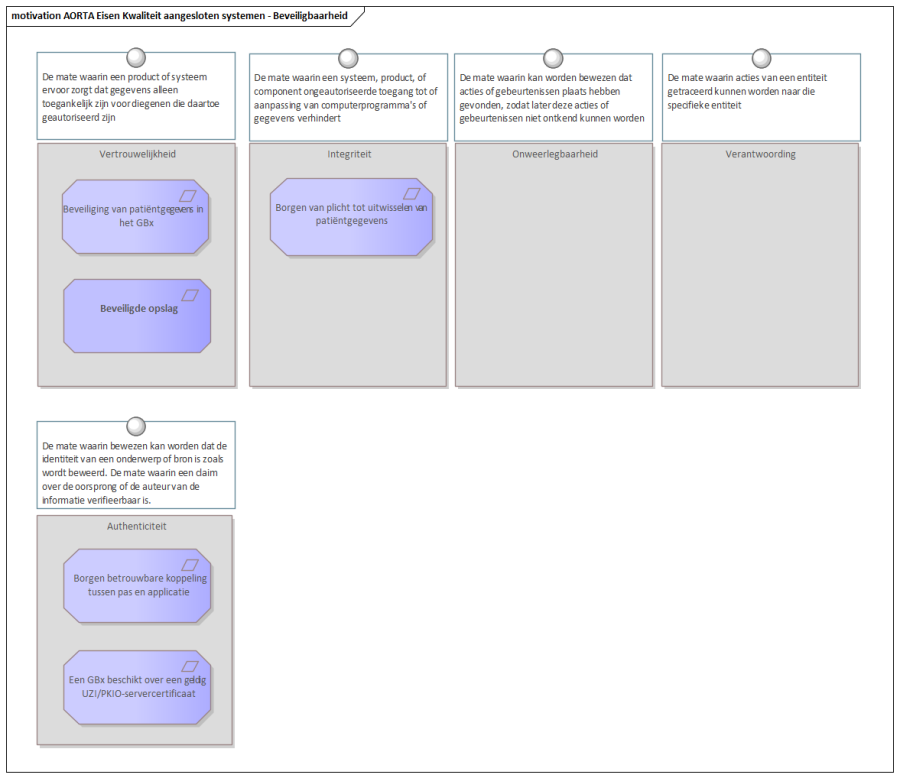 motivation AORTA Eisen Kwaliteit aangesloten systemen - Beveiligbaarheid
De mate waarin een product of systeem
ervoor zorgt dat gegevens alleen
toegankelijk zijn voor diegenen die daartoe
geautoriseerd zijn
De mate waarin een systeem, product, of
component ongeautoriseerde toegang tot of
aanpassing van computerprogramma's of
gegevens verhindert
De mate waarin kan worden bewezen dat
acties of gebeurtenissen plaats hebben
gevonden, zodat later deze acties of
gebeurtenissen niet ontkend kunnen worden
De mate waarin acties van een entiteit
getraceerd kunnen worden naar die
specifieke entiteit
Vertrouwelijkheid
Beveiliging van patiëntgegevens in
het GBx
Beveiligde opslag
Integriteit
Borgen van plicht tot uitwisselen van
patiëntgegevens
Onweerlegbaarheid
Verantwoording
De mate waarin bewezen kan worden dat de
identiteit van een onderwerp of bron is zoals
wordt beweerd. De mate waarin een claim
over de oorsprong of de auteur van de
informatie verifieerbaar is.
Authenticiteit
Borgen betrouwbare koppeling
tussen pas en applicatie
Een GBx beschikt over een geldig
UZI/PKIO-servercertificaat